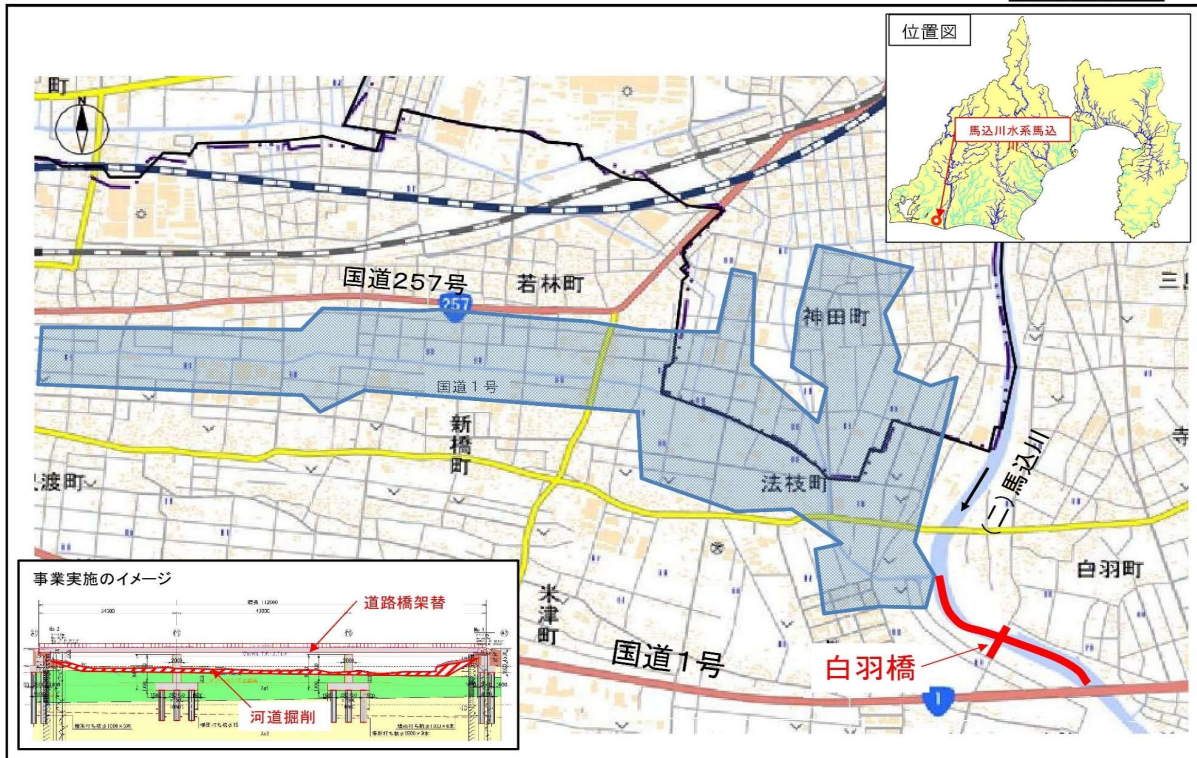 位置図
馬込川水系馬込
川
町
N
国道257号
257
若林町
神田町
三
国道1号
新橋町
法枝町
渡町
寺
(二)馬込川
白羽町
米津町
国道1号
1
白羽橋
事業実施のイメージ
道路橋架替
河道掘削